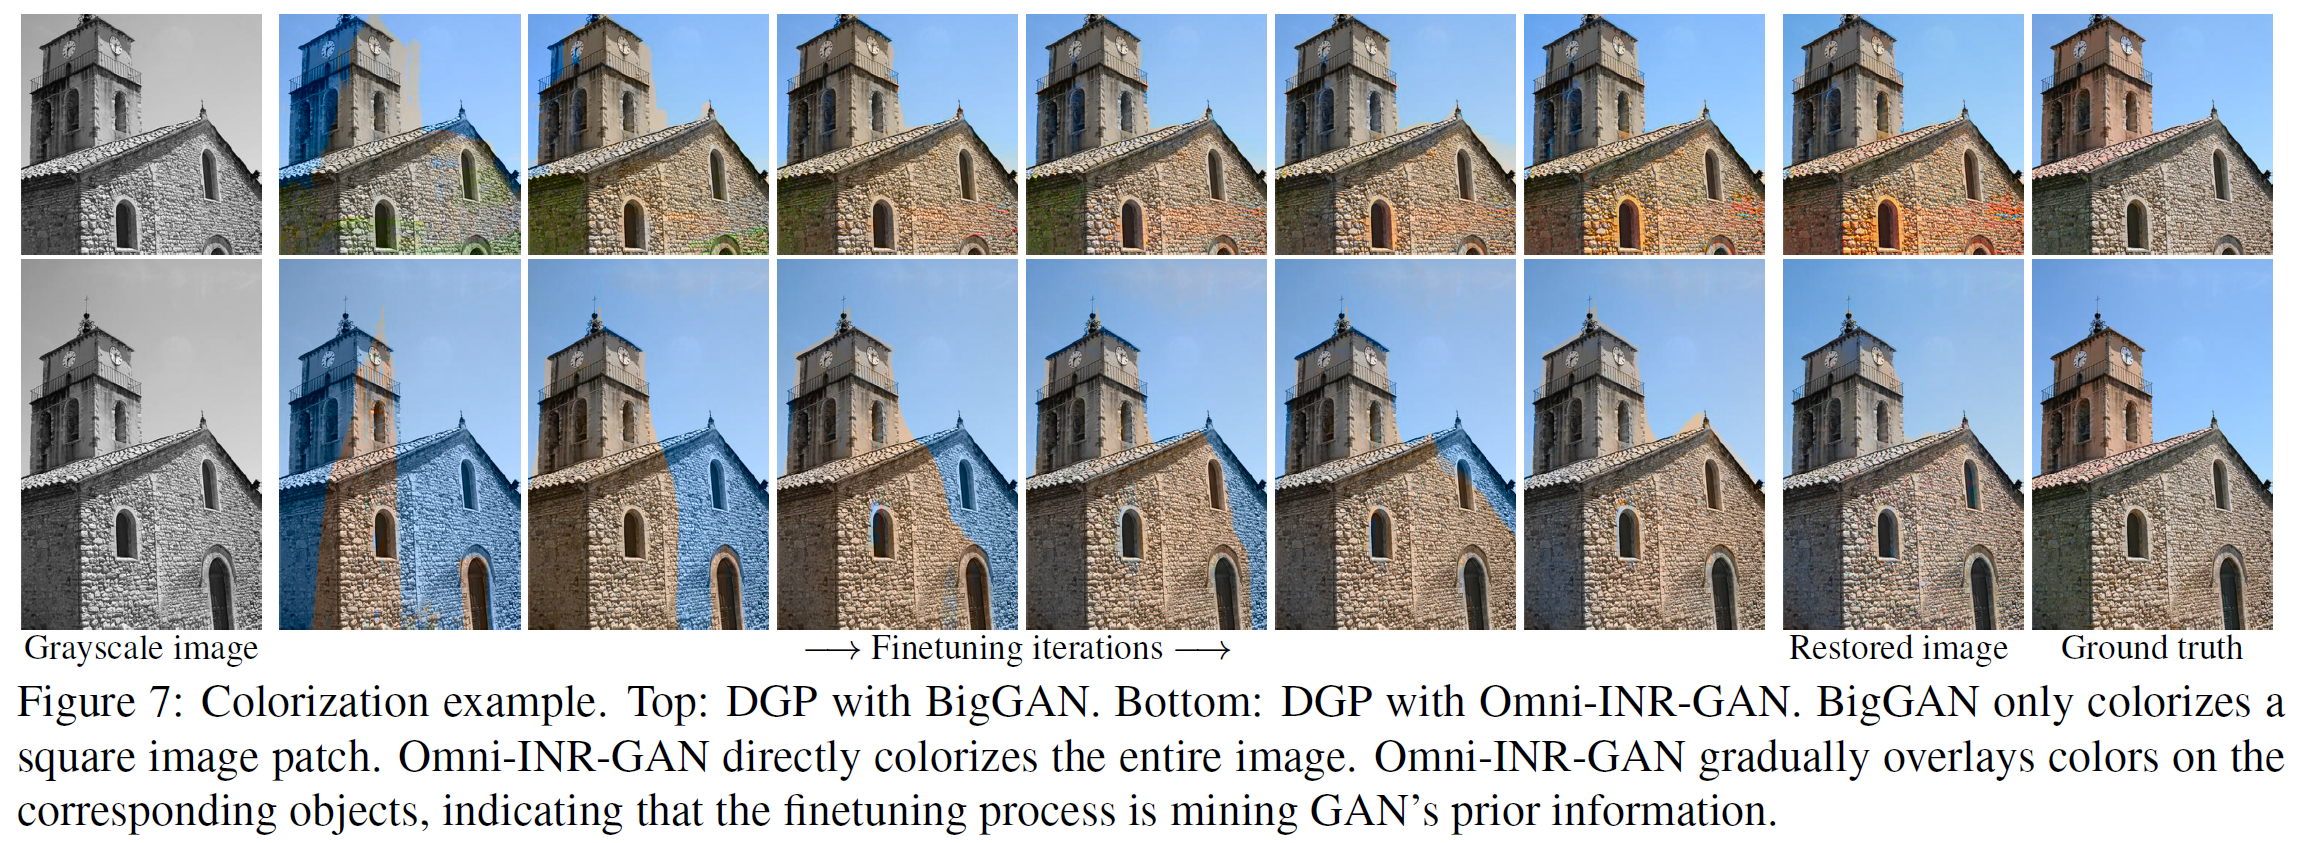 Grayscale image
⟶ Finetuning iterations ⟶
Restored image
Ground truth
Figure 7: Colorization example. Top: DGP with BigGAN. Bottom: DGP with Omni-INR-GAN. BigGAN only colorizes a
square image patch. Omni-INR-GAN directly colorizes the entire image. Omni-INR-GAN gradually overlays colors on the
corresponding objects, indicating that the finetuning process is mining GAN’s prior information.